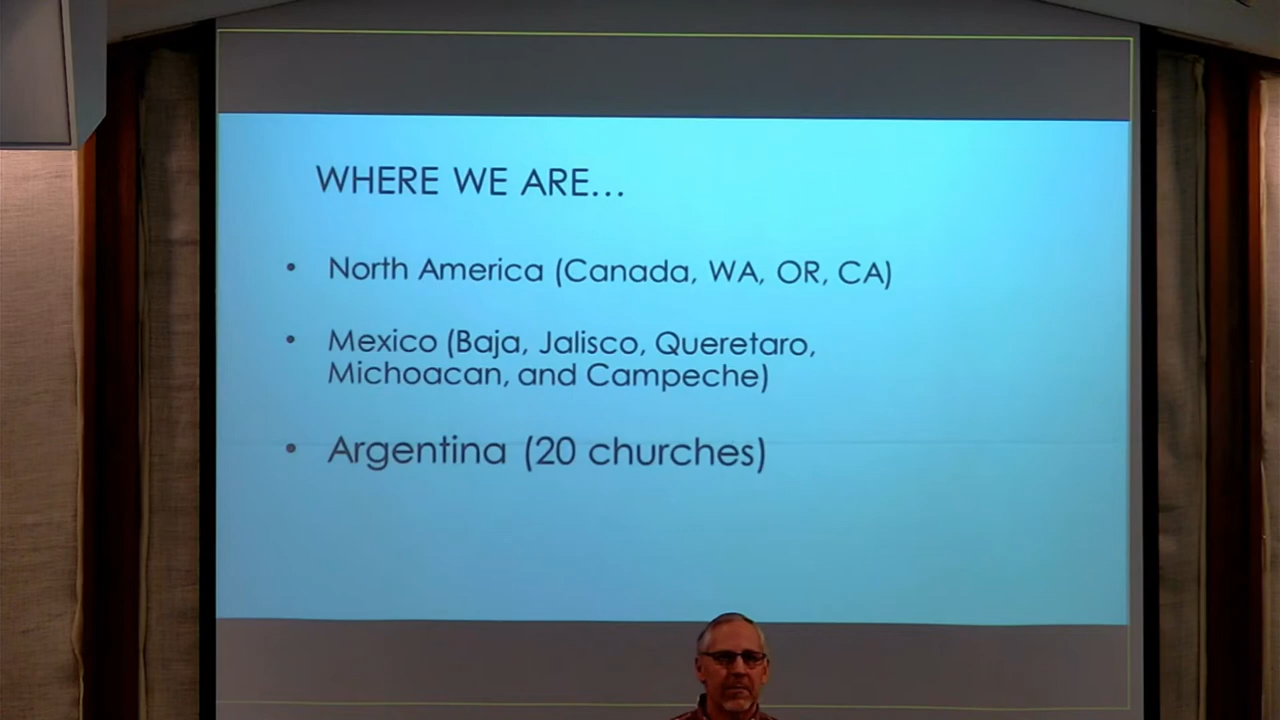 WHERE WE ARE…
• North America (Canada, WA, OR, CA)
• Mexico (Baja, Jalisco, Queretaro,
Michoacan, and Campeche)
• Argentina (20 churches)